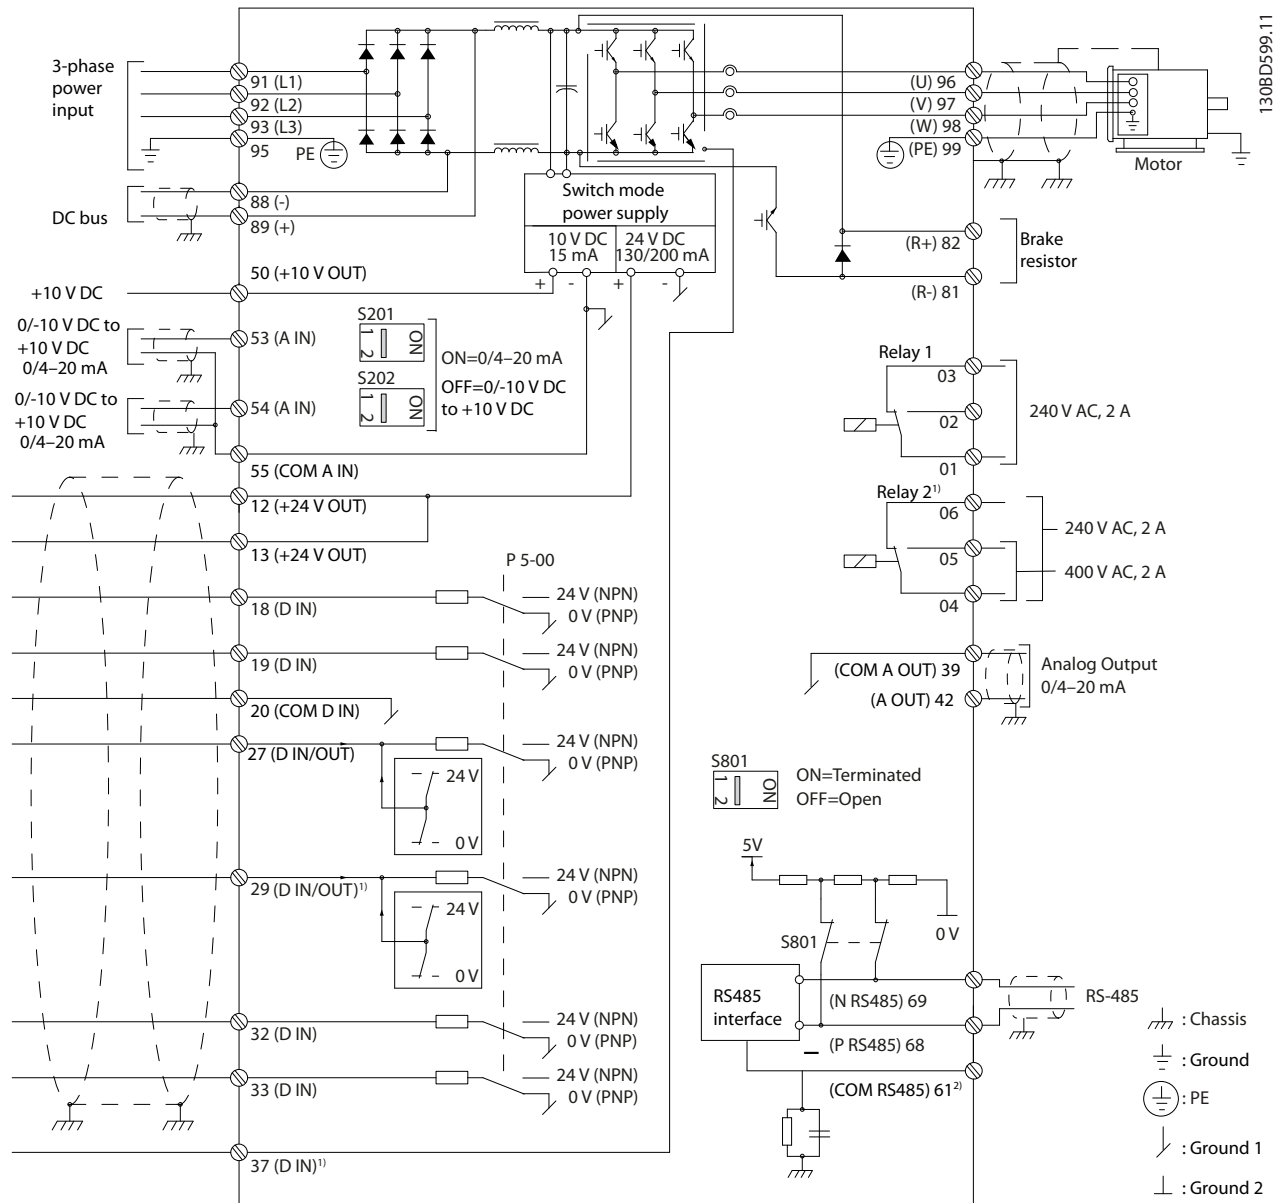 130BD599.11
3-phase
power
input
91 (L1)
92 (L2)
93 (L3)
95
PE
DC bus
88 (-)
89 (+)
50 (+10 V OUT)
+10 V DC
0/-10 V DC to
+10 V DC
0/4–20 mA
53 (A IN)
0/-10 V DC to
+10 V DC
0/4–20 mA
54 (A IN)
55 (COM A IN)
12 (+24 V OUT)
13 (+24 V OUT)
18 (D IN)
19 (D IN)
20 (COM D IN)
27 (D IN/OUT)
24 V
0 V
29 (D IN/OUT)1)
24 V
0 V
32 (D IN)
33 (D IN)
37 (D IN)1)
Switch mode
power supply
10 V DC
15 mA
24 V DC
130/200 mA
+ - + -
S201
1 2 ON
S202
1 2 ON
ON=0/4–20 mA
OFF=0/-10 V DC
to +10 V DC
P 5-00
24 V (NPN)
0 V (PNP)
24 V (NPN)
0 V (PNP)
24 V (NPN)
0 V (PNP)
24 V (NPN)
0 V (PNP)
24 V (NPN)
0 V (PNP)
24 V (NPN)
0 V (PNP)
(U) 96
(V) 97
(W) 98
(PE) 99
Motor
(R+) 82
(R-) 81
Brake
resistor
Relay 1
03
02
01
240 V AC, 2 A
Relay 21)
06
05
04
240 V AC, 2 A
400 V AC, 2 A
(COM A OUT) 39
(A OUT) 42
Analog Output
0/4–20 mA
S801
1 2 ON
ON=Terminated
OFF=Open
5V
S801
0 V
RS485
interface
(N RS485) 69
(P RS485) 68
(COM RS485) 612)
RS-485
: Chassis
: Ground
: PE
: Ground 1
: Ground 2